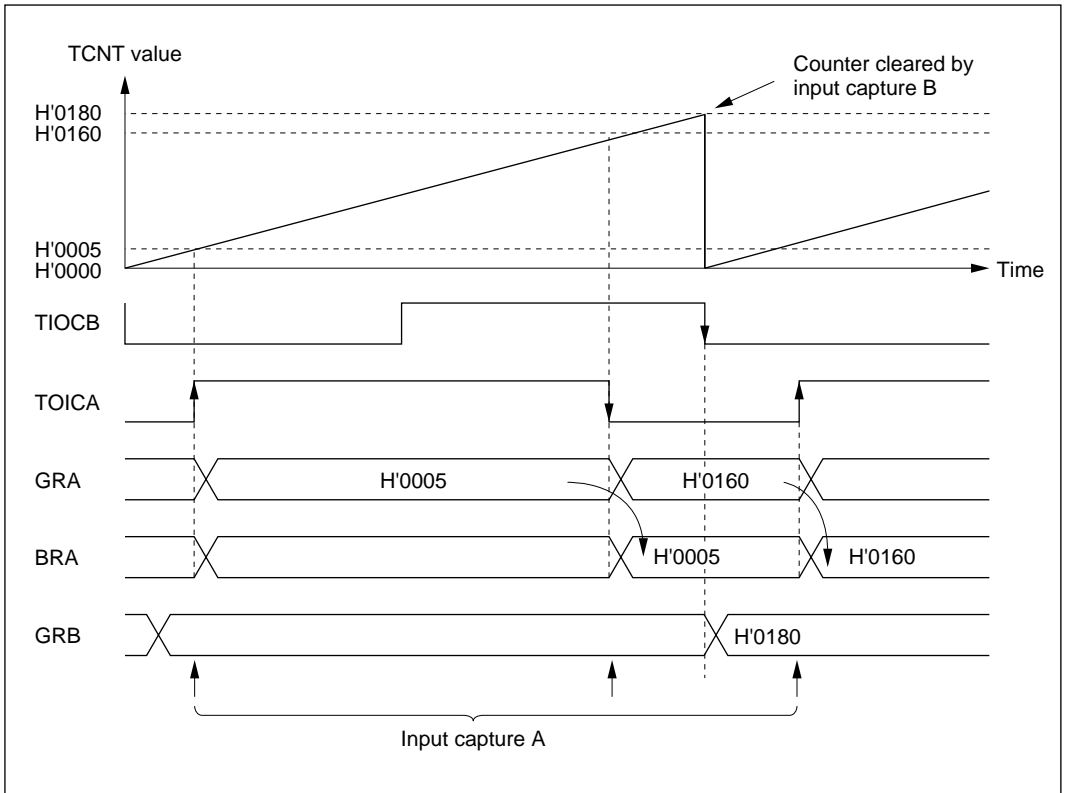 TCNT value
Counter cleared by
input capture B
H'0180
H'0160
H'0005
H'0000
Time
TIOCB
TOICA
GRA
H'0005
H'0160
BRA
H'0005
H'0160
GRB
H'0180
Input capture A